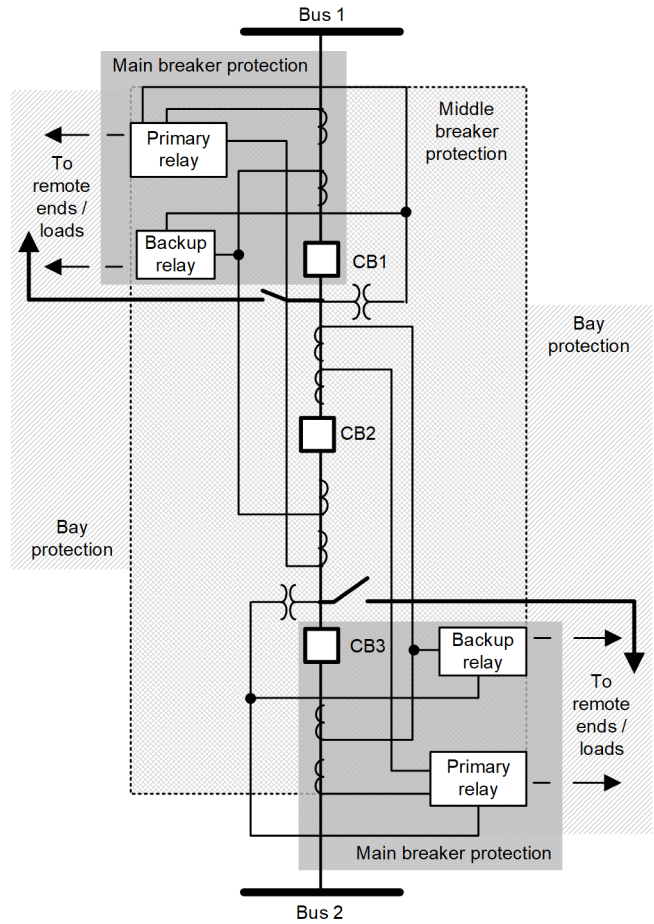 Bus 1
Main breaker protection
Middle
breaker
protection
Primary
relay
To
remote
ends /
loads
Backup
relay
CB1
Bay
protection
CB2
Bay
protection
CB3
Backup
relay
To
remote
ends /
loads
Primary
relay
Main breaker protection
Bus 2